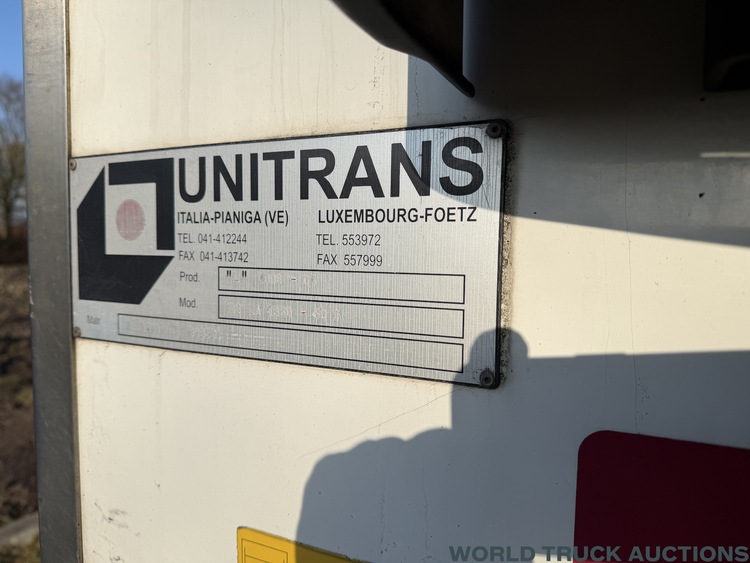 UNITRANS
ITALIA-PIANIGA (VE) LUXEMBOURG-FOETZ
TEL. 041-412244 TEL. 553972
FAX 041-413742 FAX 557999
Prod.
Mod.
Matr.
WORLD TRUCK AUCTIONS